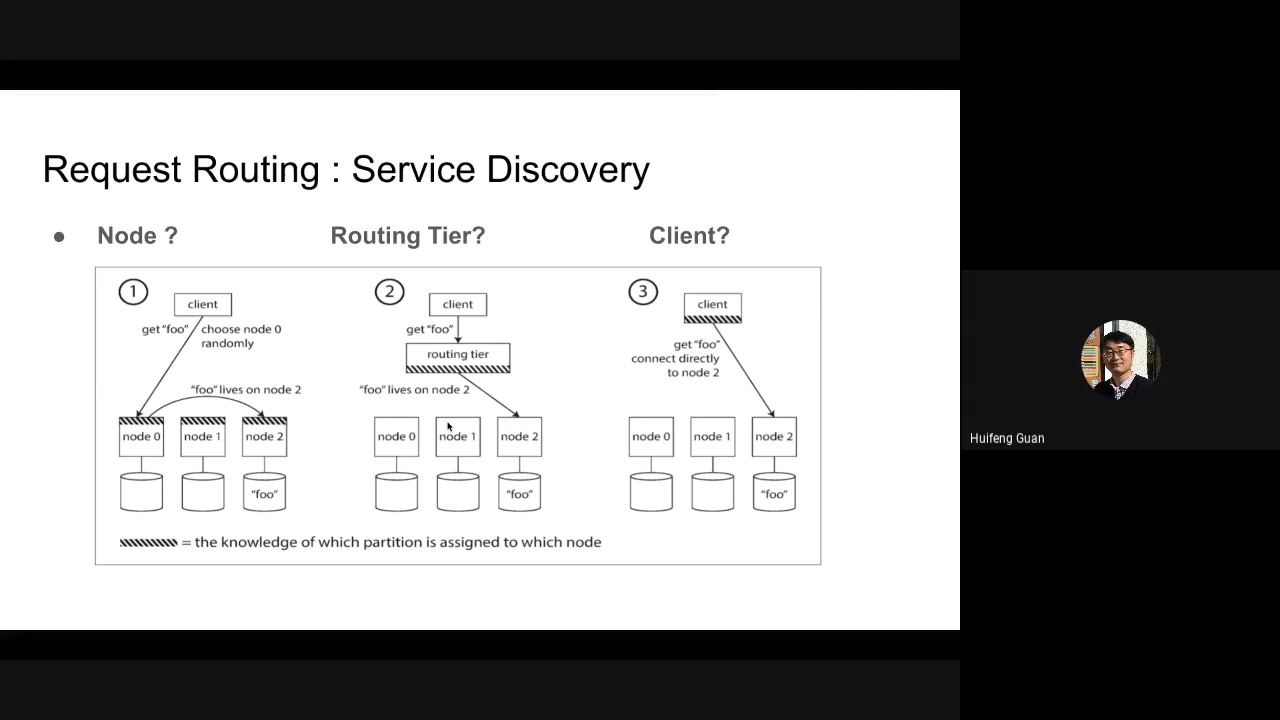 Request Routing : Service Discovery
● Node ? Routing Tier? Client?
1
client
get “foo” choose node 0
randomly
“foo” lives on node 2
node 0 node 1 node 2
“foo”
2
client
get “foo”
routing tier
“foo” lives on node 2
node 0 node 1 node 2
“foo”
3
client
get “foo”
connect directly
to node 2
node 0 node 1 node 2
“foo”
= the knowledge of which partition is assigned to which node
Huifeng Guan